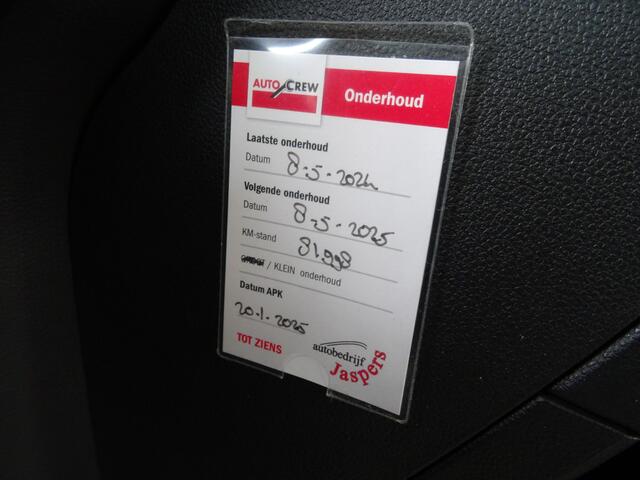 AUTO CREW
Onderhoud
Laatste onderhoud
Datum 8-5-2024
Volgende onderhoud
Datum 8-5-2025
KM-stand 81.998
/ KLEIN onderhoud
Datum APK
20-1-2025
TOT ZIENS
autobedrijf
Jaspers